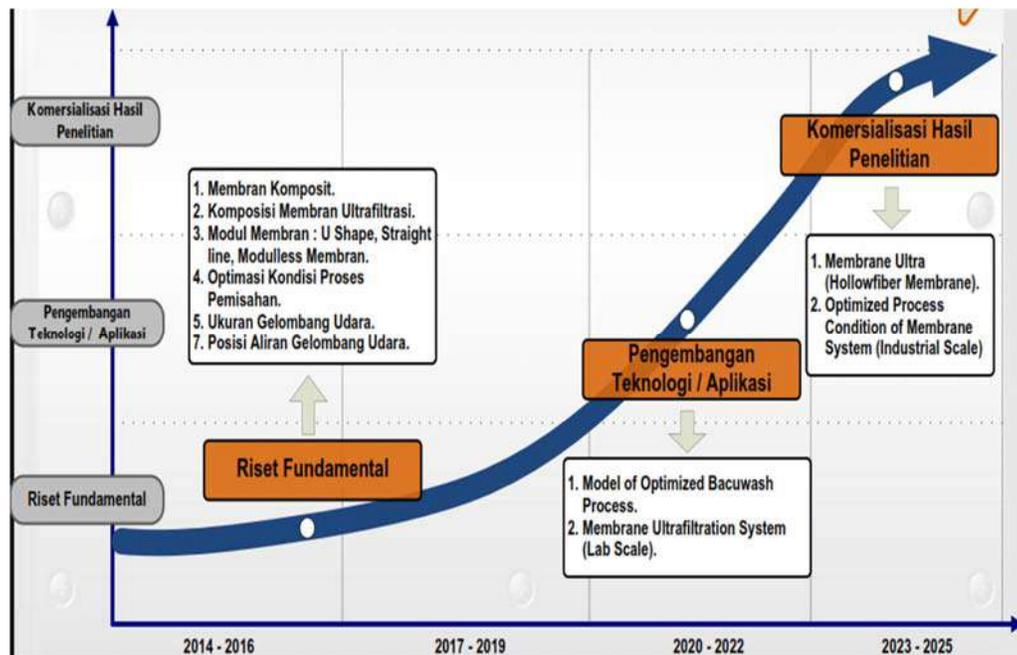 Komersialisasi Hasil
Penelitian
Pengembangan
Teknologi / Aplikasi
Riset Fundamental
1. Membran Komposit.
2. Komposisi Membran Ultrafiltrasi.
3. Modul Membran : U Shape, Straight
line, Modulless Membran.
4. Optimasi Kondisi Proses
Pemisahan.
5. Ukuran Gelombang Udara.
7. Posisi Aliran Gelombang Udara.
Riset Fundamental
Pengembangan
Teknologi / Aplikasi
1. Model of Optimized Bacuwash
Process.
2. Membrane Ultrafiltration System
(Lab Scale).
Komersialisasi Hasil
Penelitian
1. Membrane Ultra
(Hollowfiber Membrane).
2. Optimized Process
Condition of Membrane
System (Industrial Scale)
2014 - 2016
2017 - 2019
2020 - 2022
2023 - 2025